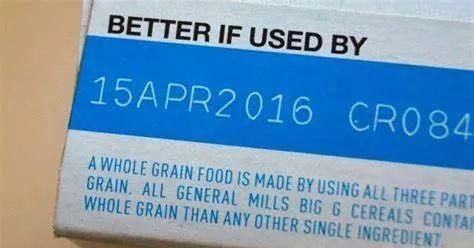 BETTER IF USED BY
15APR2016 CR084
A WHOLE GRAIN FOOD IS MADE BY USING ALL THREE PART
GRAIN. ALL GENERAL MILLS BIG G CEREALS CONTA
WHOLE GRAIN THAN ANY OTHER SINGLE INGREDIENT.